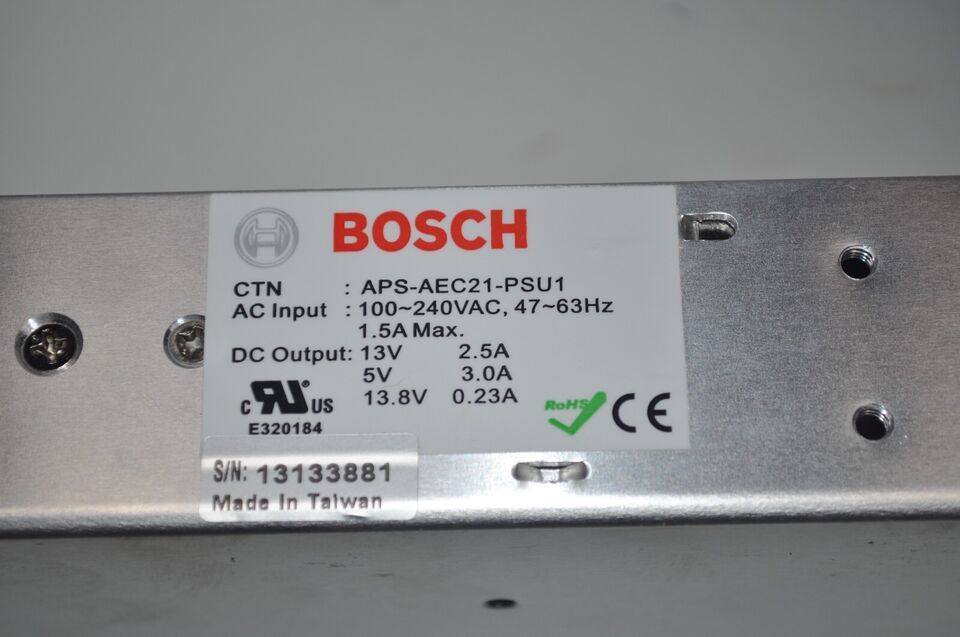 BOSCH
CTN : APS-AEC21-PSU1
AC Input : 100~240VAC, 47~63Hz
1.5A Max.
DC Output: 13V 2.5A
5V 3.0A
13.8V 0.23A
c RU® US RoHS CE
E320184
S/N: 13133881
Made In Taiwan